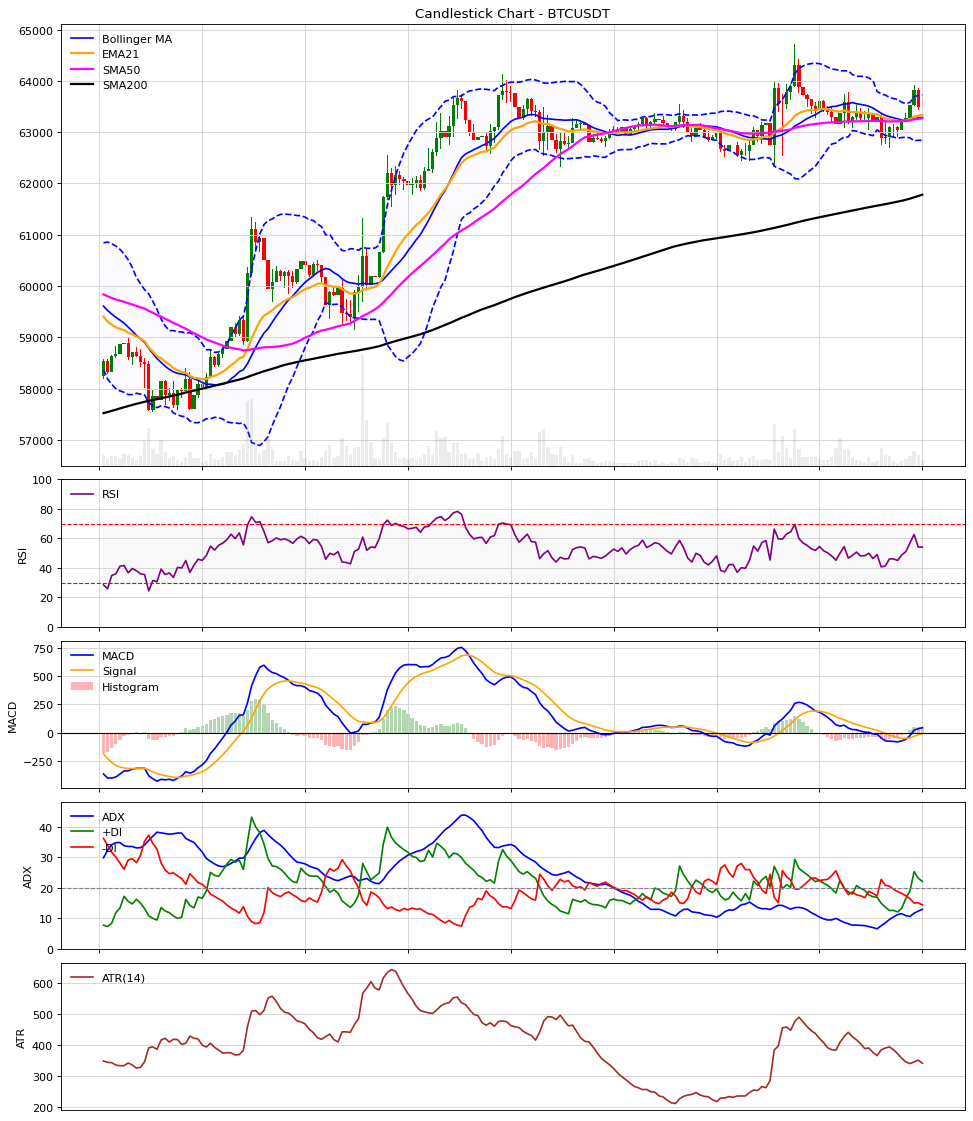 Candlestick Chart - BTCUSDT
65000
64000
63000
62000
61000
60000
59000
58000
57000
Bollinger MA
EMA21
SMA50
SMA200
100
80
60
40
20
0
RSI
RSI
750
500
250
0
−250
MACD
MACD
Signal
Histogram
40
30
20
10
0
ADX
ADX
+DI
-DI
600
500
400
300
200
ATR
ATR(14)